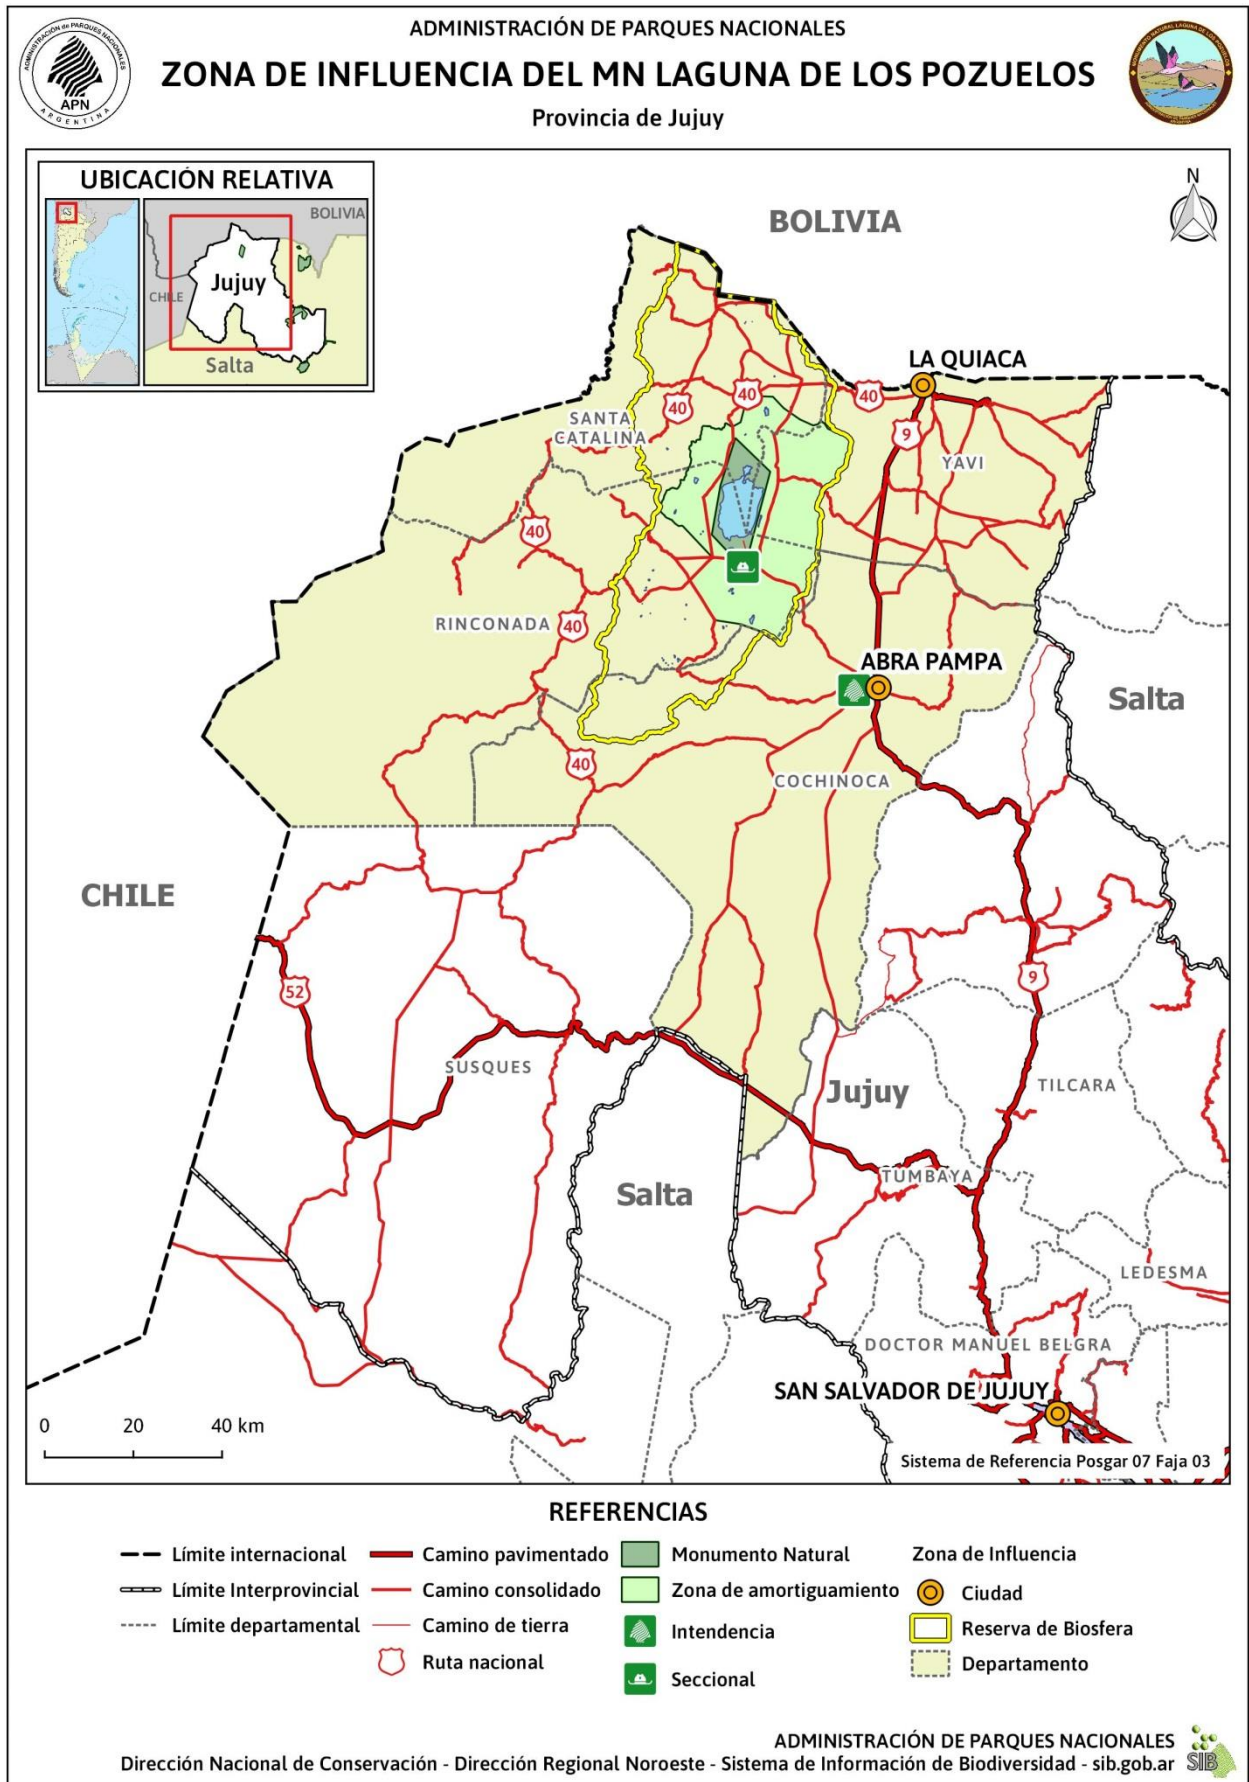 ADMINISTRACIÓN DE PARQUES NACIONALES
ZONA DE INFLUENCIA DEL MN LAGUNA DE LOS POZUELOS
Provincia de Jujuy
ADMINISTRACIÓN de PARQUES NACIONALES
APN
ARGENTINA
UBICACIÓN RELATIVA
BOLIVIA
Jujuy
CHILE
Salta
N
BOLIVIA
LA QUIACA
40
40
40
SANTA
CATALINA
9
YAVI
40
RINCONADA
40
ABRA PAMPA
Salta
40
COCHINOCA
CHILE
52
9
SUSQUES
Jujuy
TILCARA
TUMBAYA
Salta
LEDESMA
DOCTOR MANUEL BELGRA
SAN SALVADOR DE JUJUY
0 20 40 km
Sistema de Referencia Posgar 07 Faja 03
REFERENCIAS
Límite internacional
Límite Interprovincial
Límite departamental
Camino pavimentado
Camino consolidado
Camino de tierra
Ruta nacional
Monumento Natural
Zona de amortiguamiento
Intendencia
Seccional
Zona de Influencia
Ciudad
Reserva de Biosfera
Departamento
ADMINISTRACIÓN DE PARQUES NACIONALES
Dirección Nacional de Conservación - Dirección Regional Noroeste - Sistema de Información de Biodiversidad - sib.gob.ar
SIB